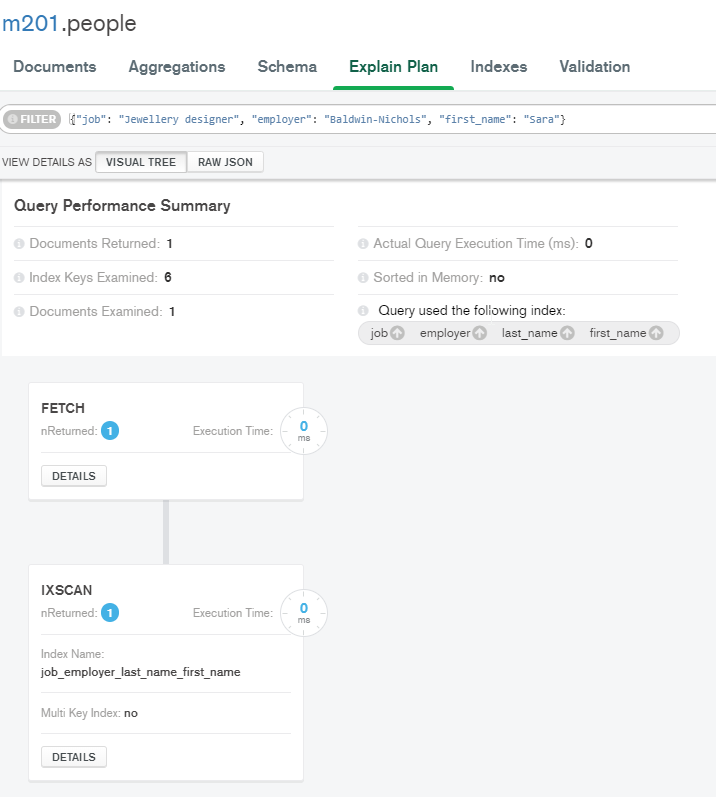 m201.people
Documents Aggregations Schema Explain Plan Indexes Validation
FILTER {"job": "Jewellery designer", "employer": "Baldwin-Nichols", "first_name": "Sara"}
VIEW DETAILS AS VISUAL TREE RAW JSON
Query Performance Summary
Documents Returned: 1
Index Keys Examined: 6
Documents Examined: 1
Actual Query Execution Time (ms): 0
Sorted in Memory: no
Query used the following index:
job employer last_name first_name
FETCH
nReturned: 1 Execution Time: 0 ms
DETAILS
IXSCAN
nReturned: 1 Execution Time: 0 ms
Index Name:
job_employer_last_name_first_name
Multi Key Index: no
DETAILS